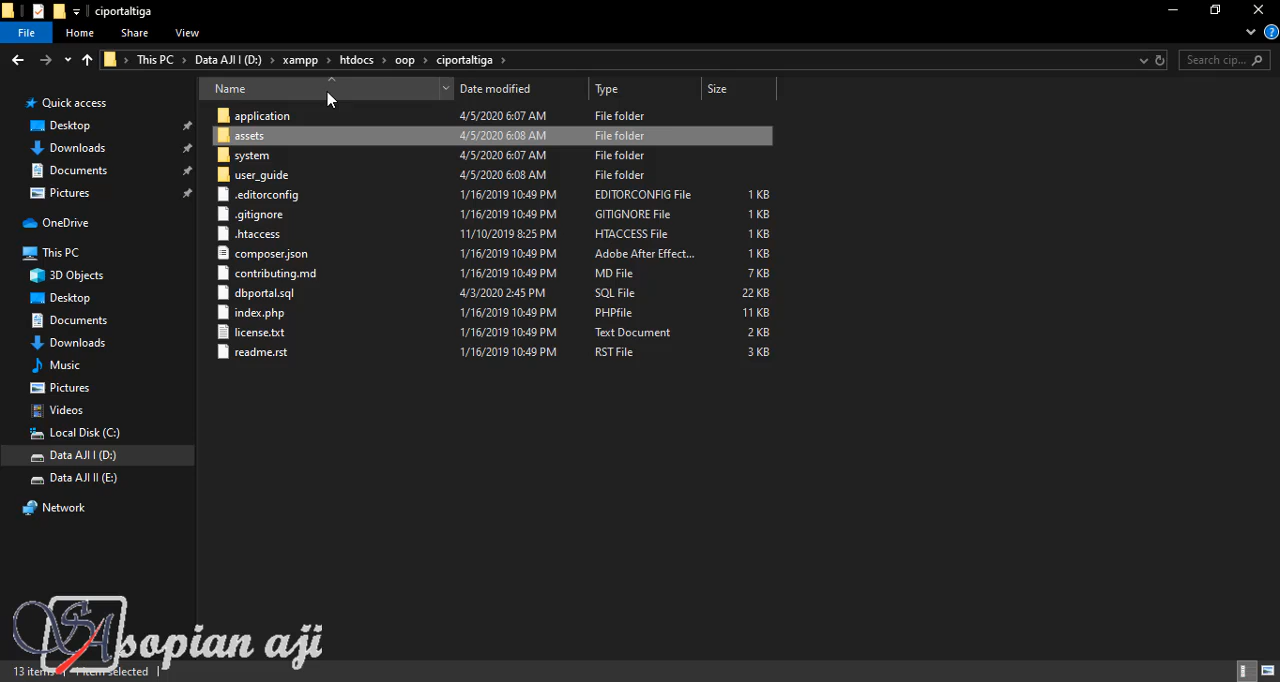 ciportaltiga
File Home Share View
This PC Data AJI I (D:) xampp htdocs oop ciportaltiga
Search cip...
Name Date modified Type Size
Quick access
Desktop
Downloads
Documents
Pictures
OneDrive
This PC
3D Objects
Desktop
Documents
Downloads
Music
Pictures
Videos
Local Disk (C:)
Data AJI I (D:)
Data AJI II (E:)
Network
application 4/5/2020 6:07 AM File folder
assets 4/5/2020 6:08 AM File folder
system 4/5/2020 6:07 AM File folder
user_guide 4/5/2020 6:08 AM File folder
.editorconfig 1/16/2019 10:49 PM EDITORCONFIG File 1 KB
.gitignore 1/16/2019 10:49 PM GITIGNORE File 1 KB
.htaccess 11/10/2019 8:25 PM HTACCESS File 1 KB
composer.json 1/16/2019 10:49 PM Adobe After Effect... 1 KB
contributing.md 1/16/2019 10:49 PM MD File 7 KB
dbportal.sql 4/3/2020 2:45 PM SQL File 22 KB
index.php 1/16/2019 10:49 PM PHPfile 11 KB
license.txt 1/16/2019 10:49 PM Text Document 2 KB
readme.rst 1/16/2019 10:49 PM RST File 3 KB
SA sopian aji
13 items 1 item selected